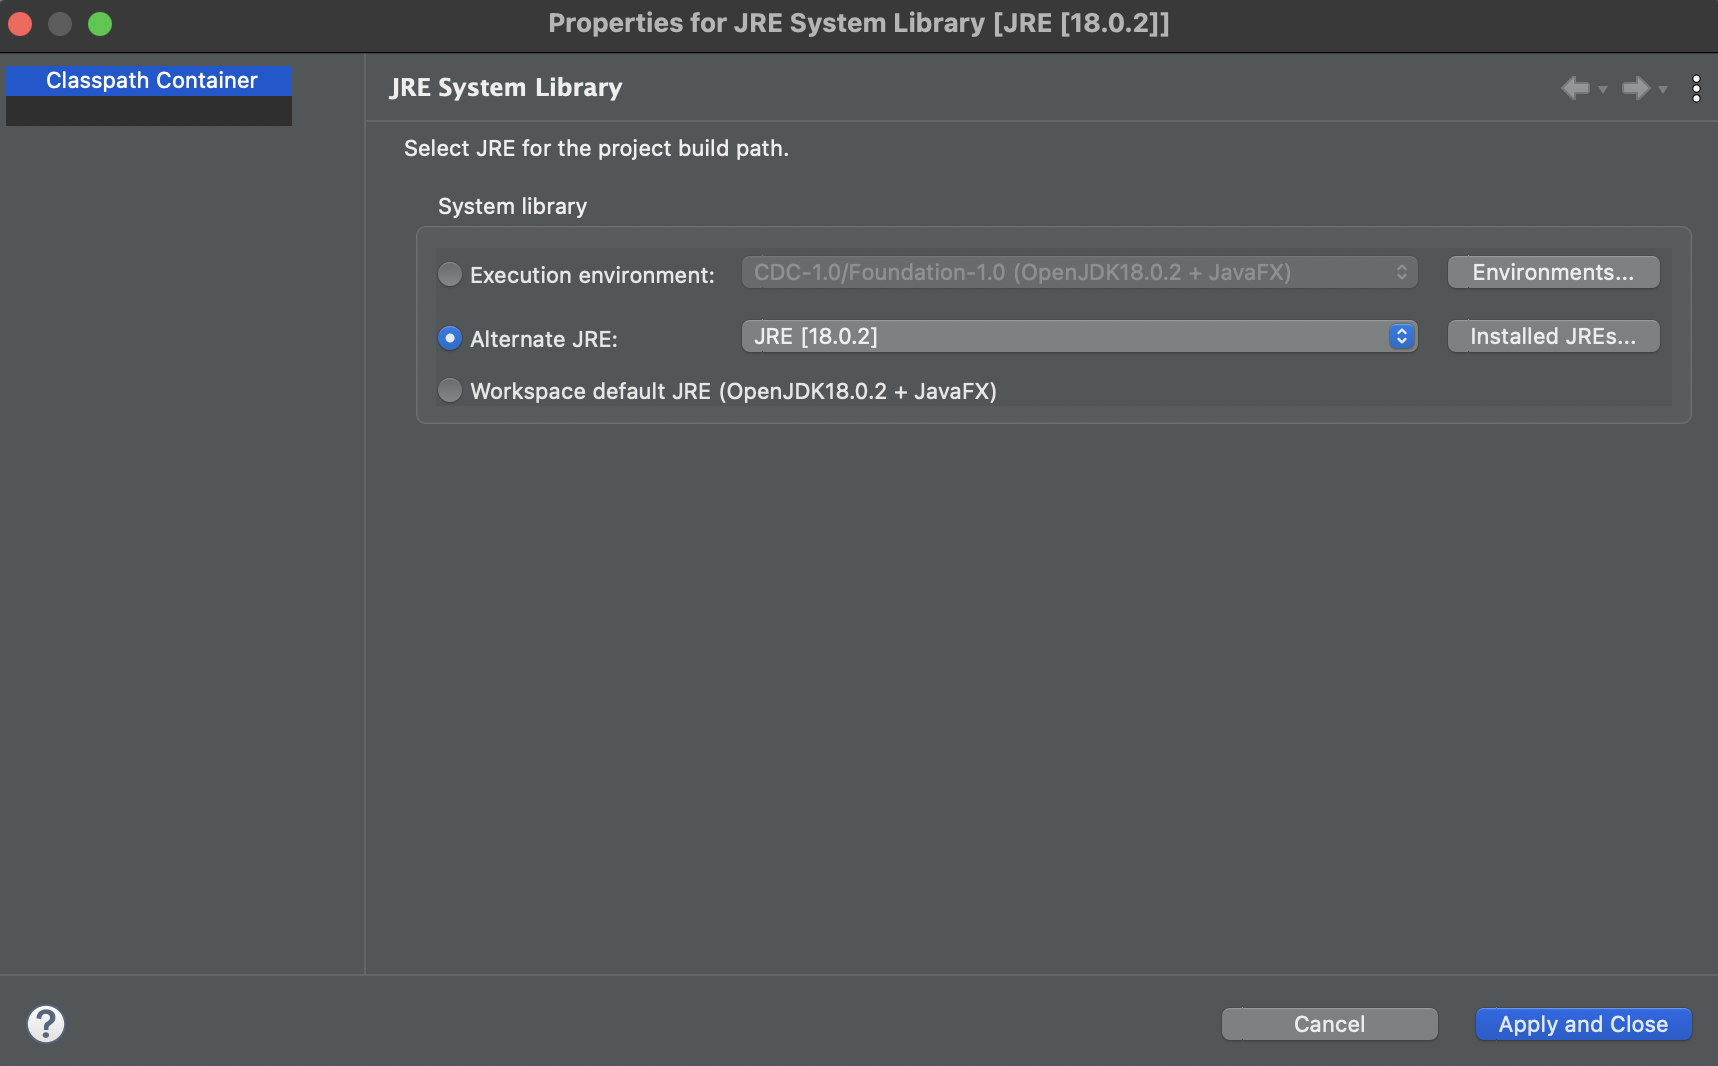 Properties for JRE System Library [JRE [18.0.2]]
Classpath Container
JRE System Library
Select JRE for the project build path.
System library
Execution environment: CDC-1.0/Foundation-1.0 (OpenJDK18.0.2 + JavaFX) Environments...
Alternate JRE: JRE [18.0.2] Installed JREs...
Workspace default JRE (OpenJDK18.0.2 + JavaFX)
? Cancel Apply and Close